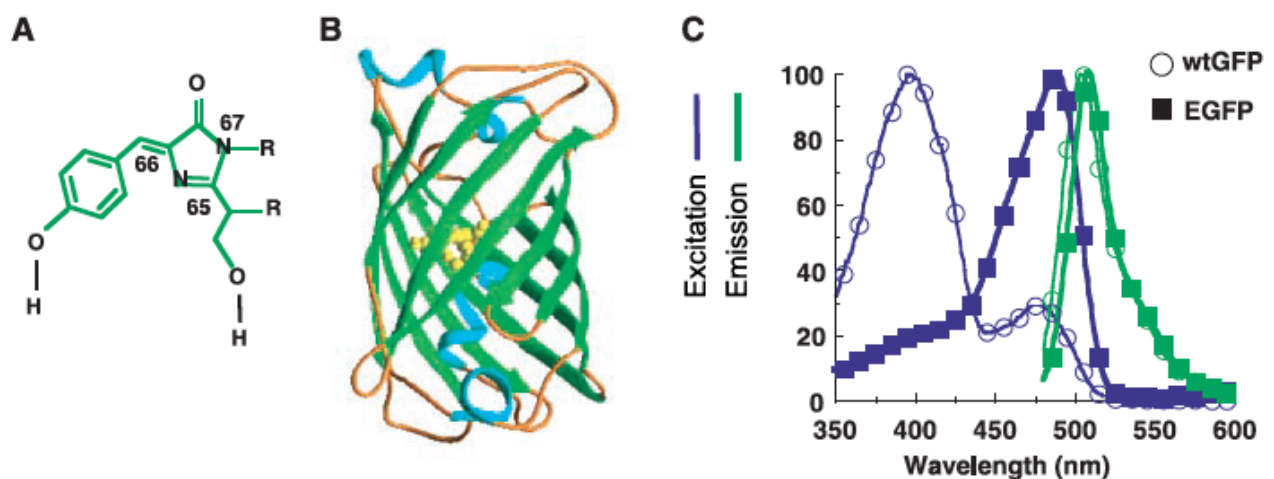 A
O
67
N
R
66
N
65
R
O
H
O
H
B
C
Excitation
Emission
100
80
60
40
20
0
350
400
450
500
550
600
Wavelength (nm)
wtGFP
EGFP